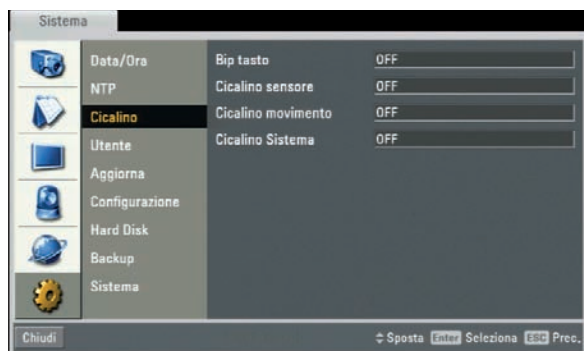 Sistema
Data/Ora
NTP
Cicalino
Utente
Aggiorna
Configurazione
Hard Disk
Backup
Sistema
Bip tasto OFF
Cicalino sensore OFF
Cicalino movimento OFF
Cicalino Sistema OFF
Chiudi
Sposta Enter Seleziona ESC Prec.